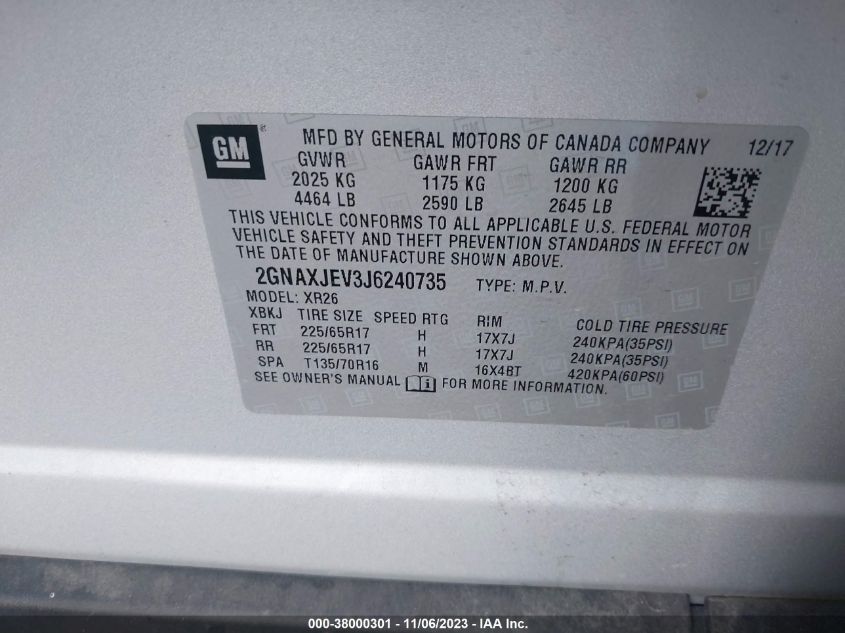 GM MFD BY GENERAL MOTORS OF CANADA COMPANY 12/17
GVWR GAWR FRT GAWR RR
2025 KG 1175 KG 1200 KG
4464 LB 2590 LB 2645 LB
THIS VEHICLE CONFORMS TO ALL APPLICABLE U.S. FEDERAL MOTOR
VEHICLE SAFETY AND THEFT PREVENTION STANDARDS IN EFFECT ON
THE DATE OF MANUFACTURE SHOWN ABOVE.
2GNAXJEV3J6240735 TYPE: M.P.V.
MODEL: XR26
XBKJ TIRE SIZE SPEED RTG RIM COLD TIRE PRESSURE
FRT 225/65R17 H 17X7J 240KPA(35PSI)
RR 225/65R17 H 17X7J 240KPA(35PSI)
SPA T135/70R16 M 16X4BT 420KPA(60PSI)
SEE OWNER'S MANUAL FOR MORE INFORMATION.
000-38000301 - 11/06/2023 - IAA Inc.